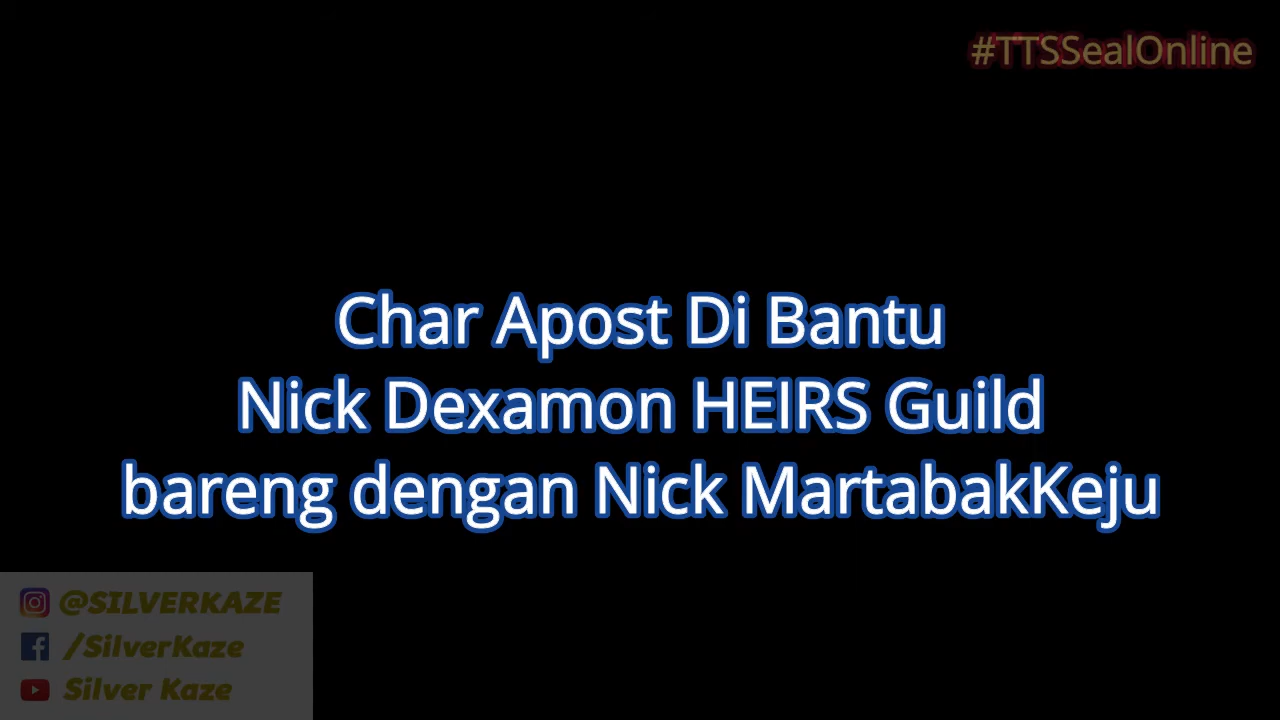 #TTSSealOnline
Char Apost Di Bantu
Nick Dexamon HEIRS Guild
bareng dengan Nick MartabakKeju
@SILVERKAZE
/SilverKaze
Silver Kaze